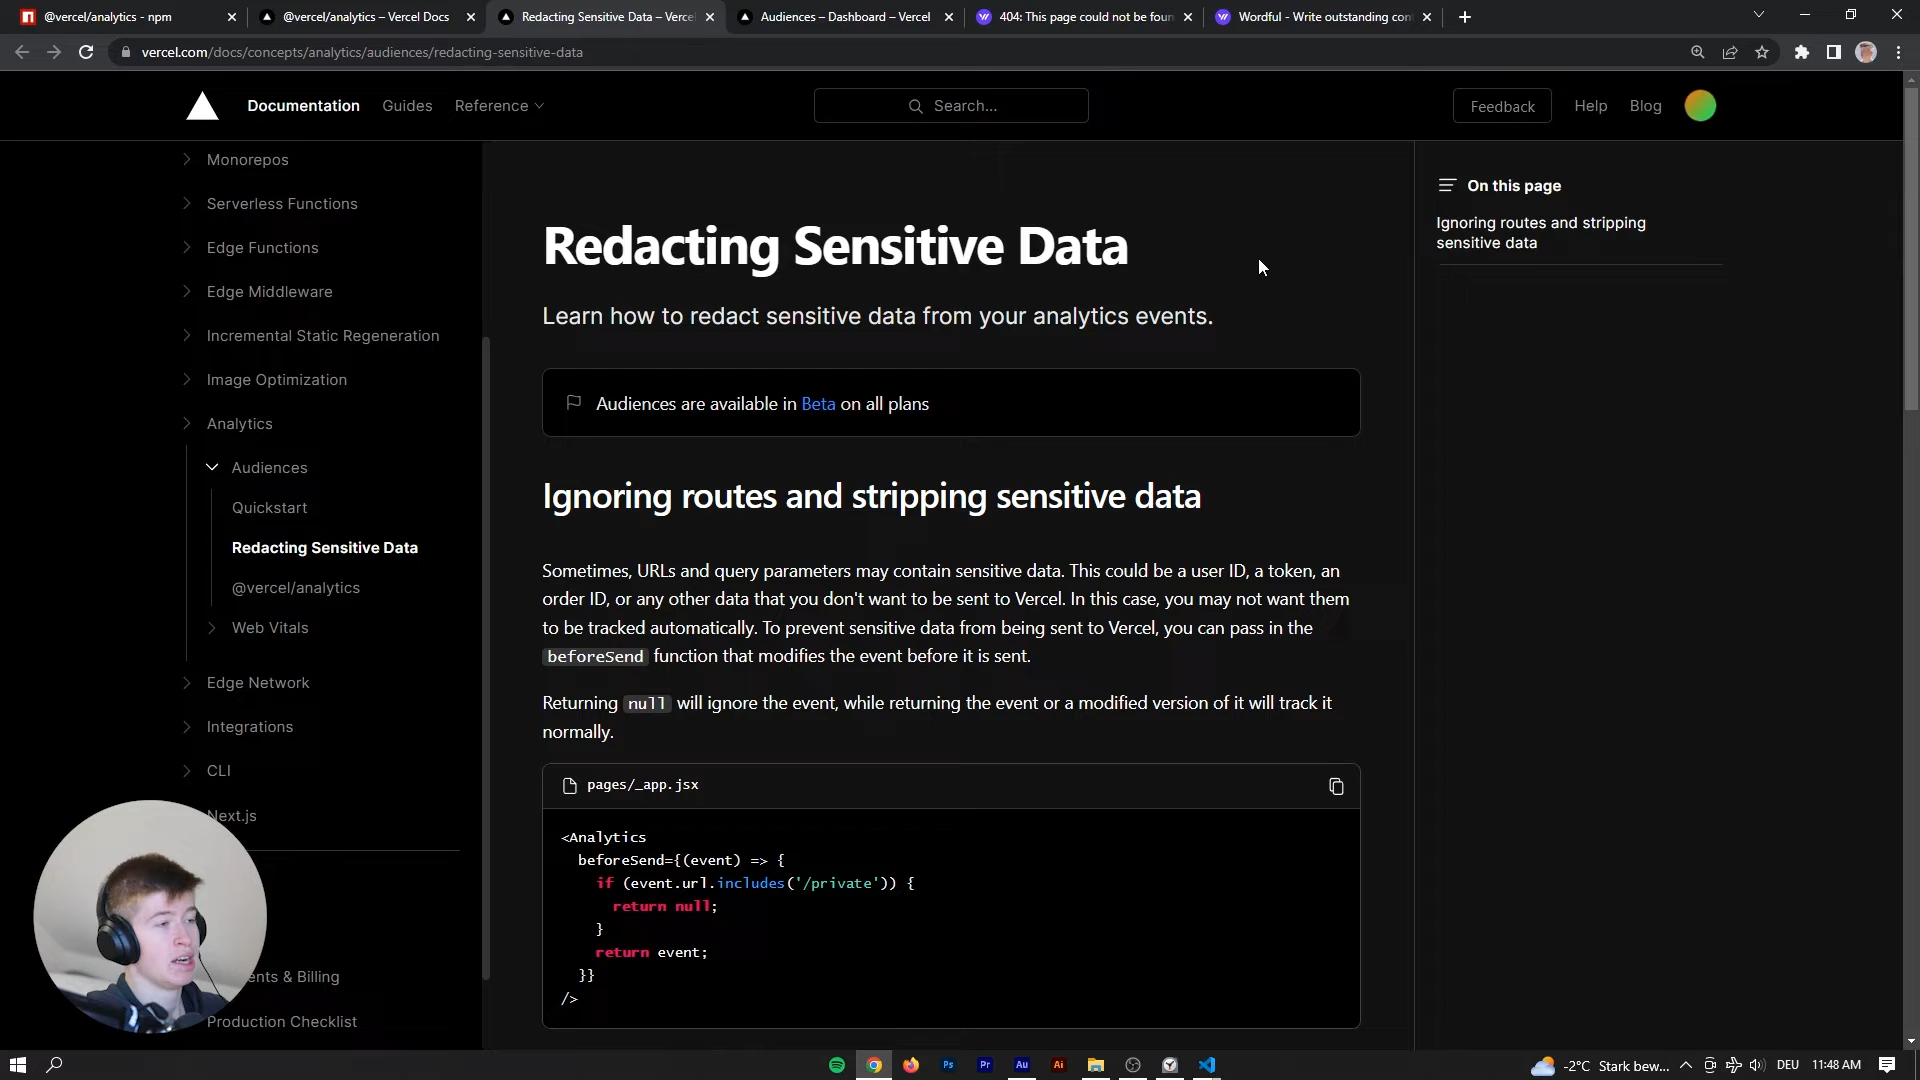 @vercel/analytics - npm
@vercel/analytics – Vercel Docs
Redacting Sensitive Data – Verce
Audiences – Dashboard – Vercel
404: This page could not be foun
Wordful - Write outstanding con
vercel.com/docs/concepts/analytics/audiences/redacting-sensitive-data
Documentation
Guides
Reference
Search...
Feedback
Help
Blog
Monorepos
Serverless Functions
Edge Functions
Edge Middleware
Incremental Static Regeneration
Image Optimization
Analytics
Audiences
Quickstart
Redacting Sensitive Data
@vercel/analytics
Web Vitals
Edge Network
Integrations
CLI
Next.js
ents & Billing
Production Checklist
Redacting Sensitive Data
Learn how to redact sensitive data from your analytics events.
Audiences are available in Beta on all plans
Ignoring routes and stripping sensitive data
Sometimes, URLs and query parameters may contain sensitive data. This could be a user ID, a token, an
order ID, or any other data that you don't want to be sent to Vercel. In this case, you may not want them
to be tracked automatically. To prevent sensitive data from being sent to Vercel, you can pass in the
beforeSend function that modifies the event before it is sent.
Returning null will ignore the event, while returning the event or a modified version of it will track it
normally.
pages/_app.jsx
<Analytics
beforeSend={(event) => {
if (event.url.includes('/private')) {
return null;
}
return event;
}}
/>
On this page
Ignoring routes and stripping
sensitive data
Ps
Pr
Au
Ai
-2°C Stark bew...
DEU
11:48 AM